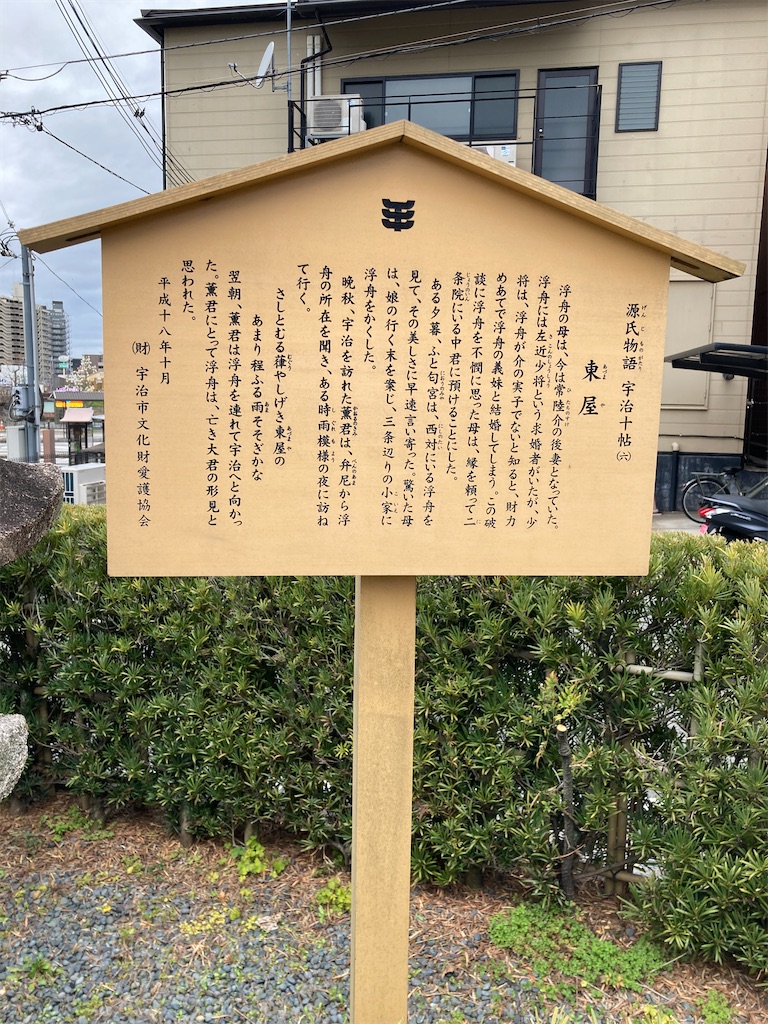 源氏物語 宇治十帖 (六)
東屋
浮舟の母は、今は常陸介の後妻となっていた。
浮舟には左近少将という求婚者がいたが、少
将は、浮舟が介の実子でないと知ると、財力
めあてで浮舟の義妹と結婚してしまう。この破
談に浮舟を不憫に思った母は、縁を頼って二
条院にいる中君に預けることにした。
ある夕暮、ふと匂宮は、西対にいる浮舟を
見て、その美しさに早速言い寄った。驚いた母
は、娘の行く末を案じ、三条辺りの小家に
浮舟をかくした。
晩秋、宇治を訪れた薫君は、弁尼から浮
舟の所在を聞き、ある時雨模様の夜に訪ね
て行く。
さしとむる葎やしげき東屋の
あまり程ふる雨そそぎかな
翌朝、薫君は浮舟を連れて宇治へと向かっ
た。薫君にとって浮舟は、亡き大君の形見と
思われた。
平成十八年十月
(財)宇治市文化財愛護協会